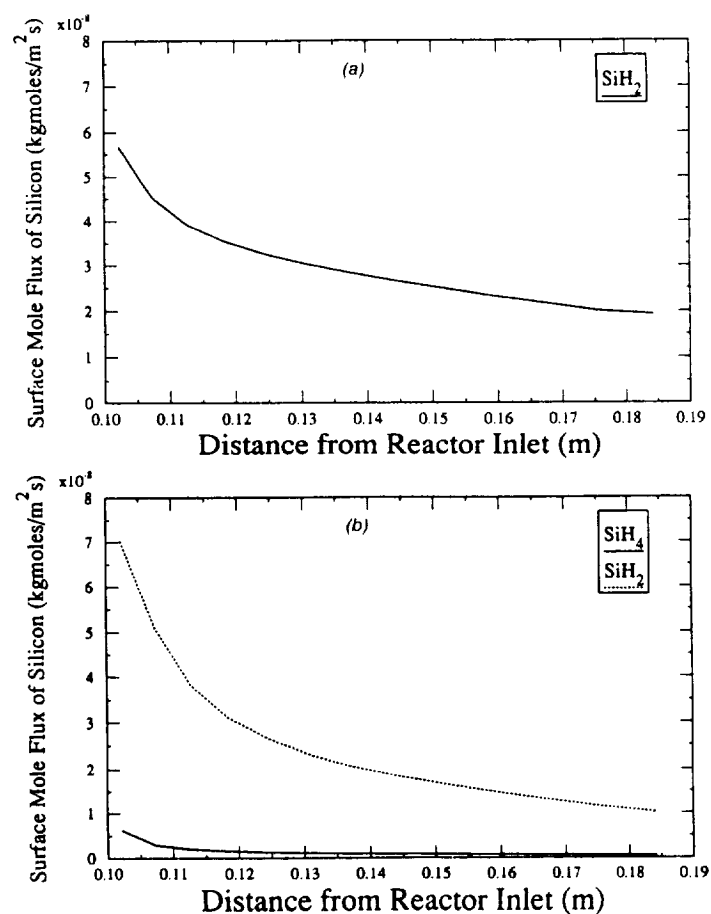 x10⁻⁸
Surface Mole Flux of Silicon (kgmoles/m²s)
8
7
6
5
4
3
2
1
0
(a)
SiH₂
0.10 0.11 0.12 0.13 0.14 0.15 0.16 0.17 0.18 0.19
Distance from Reactor Inlet (m)
x10⁻⁸
Surface Mole Flux of Silicon (kgmoles/m²s)
8
7
6
5
4
3
2
1
0
(b)
SiH₄
SiH₂
0.10 0.11 0.12 0.13 0.14 0.15 0.16 0.17 0.18 0.19
Distance from Reactor Inlet (m)